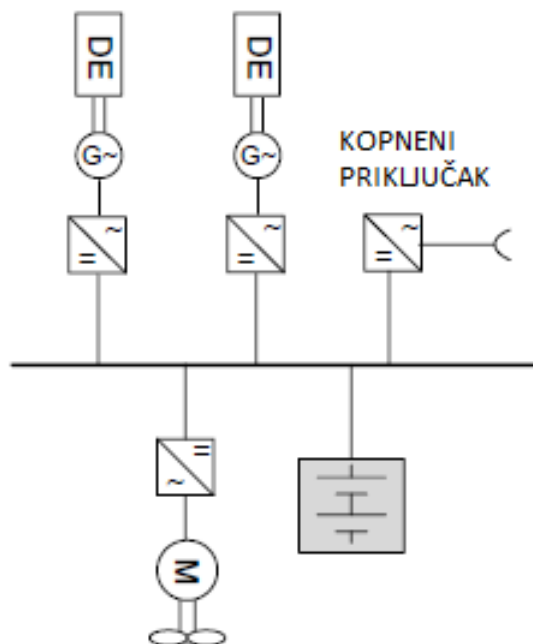 DE
DE
G~
G~
KOPNENI
PRIKLJUČAK
~
=
~
=
~
=
=
~
M